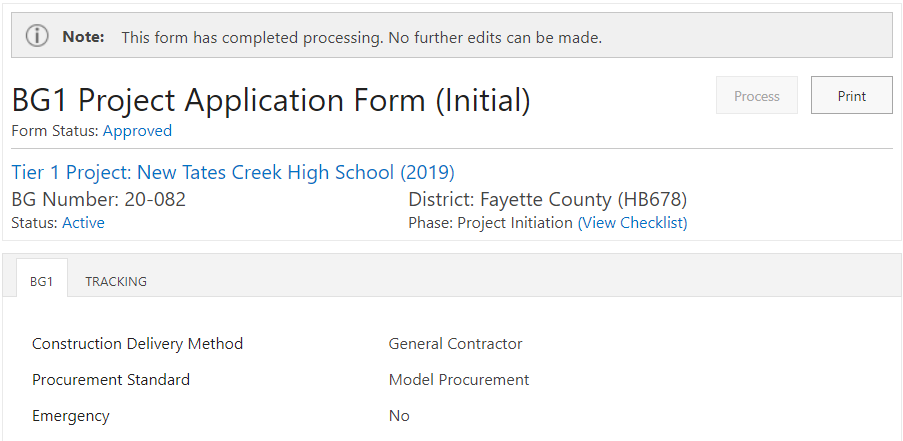 Note: This form has completed processing. No further edits can be made.
BG1 Project Application Form (Initial)
Process
Print
Form Status: Approved
Tier 1 Project: New Tates Creek High School (2019)
BG Number: 20-082
District: Fayette County (HB678)
Status: Active
Phase: Project Initiation (View Checklist)
BG1
TRACKING
Construction Delivery Method
General Contractor
Procurement Standard
Model Procurement
Emergency
No